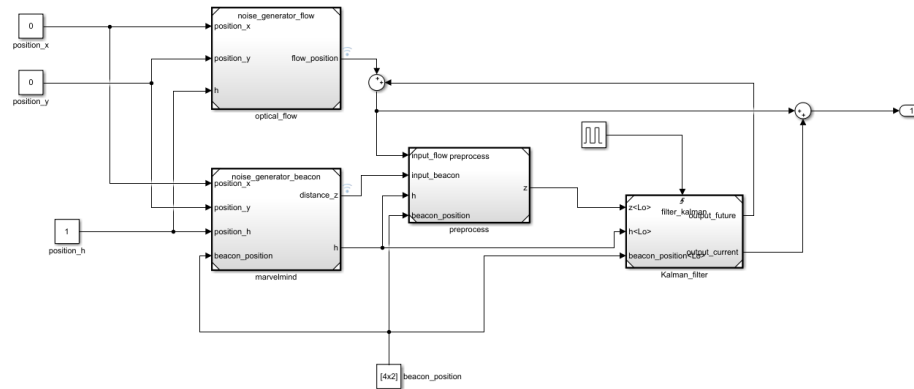 0
position_x
0
position_y
noise_generator_flow
position_x
position_y
flow_position
h
optical_flow
+
+
+
+
1
noise_generator_beacon
position_x
distance_z
position_y
position_h
h
beacon_position
marvelmind
1
position_h
input_flow
preprocess
input_beacon
h
z
beacon_position
preprocess
filter_kalman
z<Lo>
output_future
h<Lo>
output_current
beacon_position<Lo>
Kalman_filter
[4x2]
beacon_position